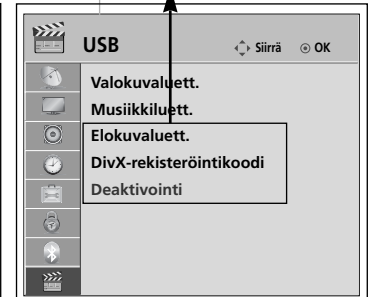 USB Siirrä OK
Valokuvaluett.
Musiikkiluett.
Elokuvaluett.
DivX-rekisteröintikoodi
Deaktivointi